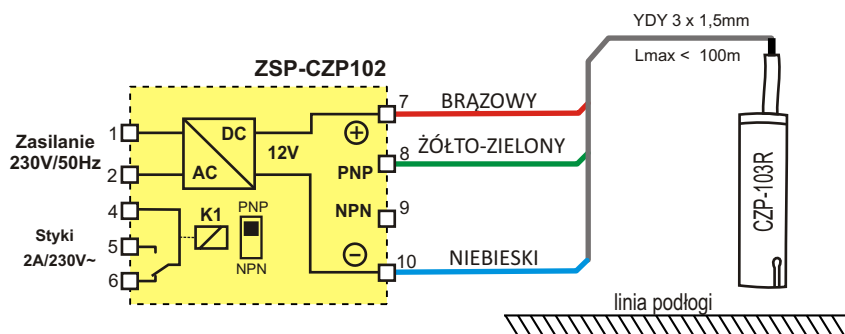 YDY 3 x 1,5mm
Lmax < 100m
ZSP-CZP102
7
BRĄZOWY
Zasilanie
230V/50Hz
1
2
DC
AC
12V
8
ŻÓŁTO-ZIELONY
PNP
NPN
9
4
K1
PNP
NPN
Styki
2A/230V~
5
6
10
NIEBIESKI
CZP-103R
linia podłogi